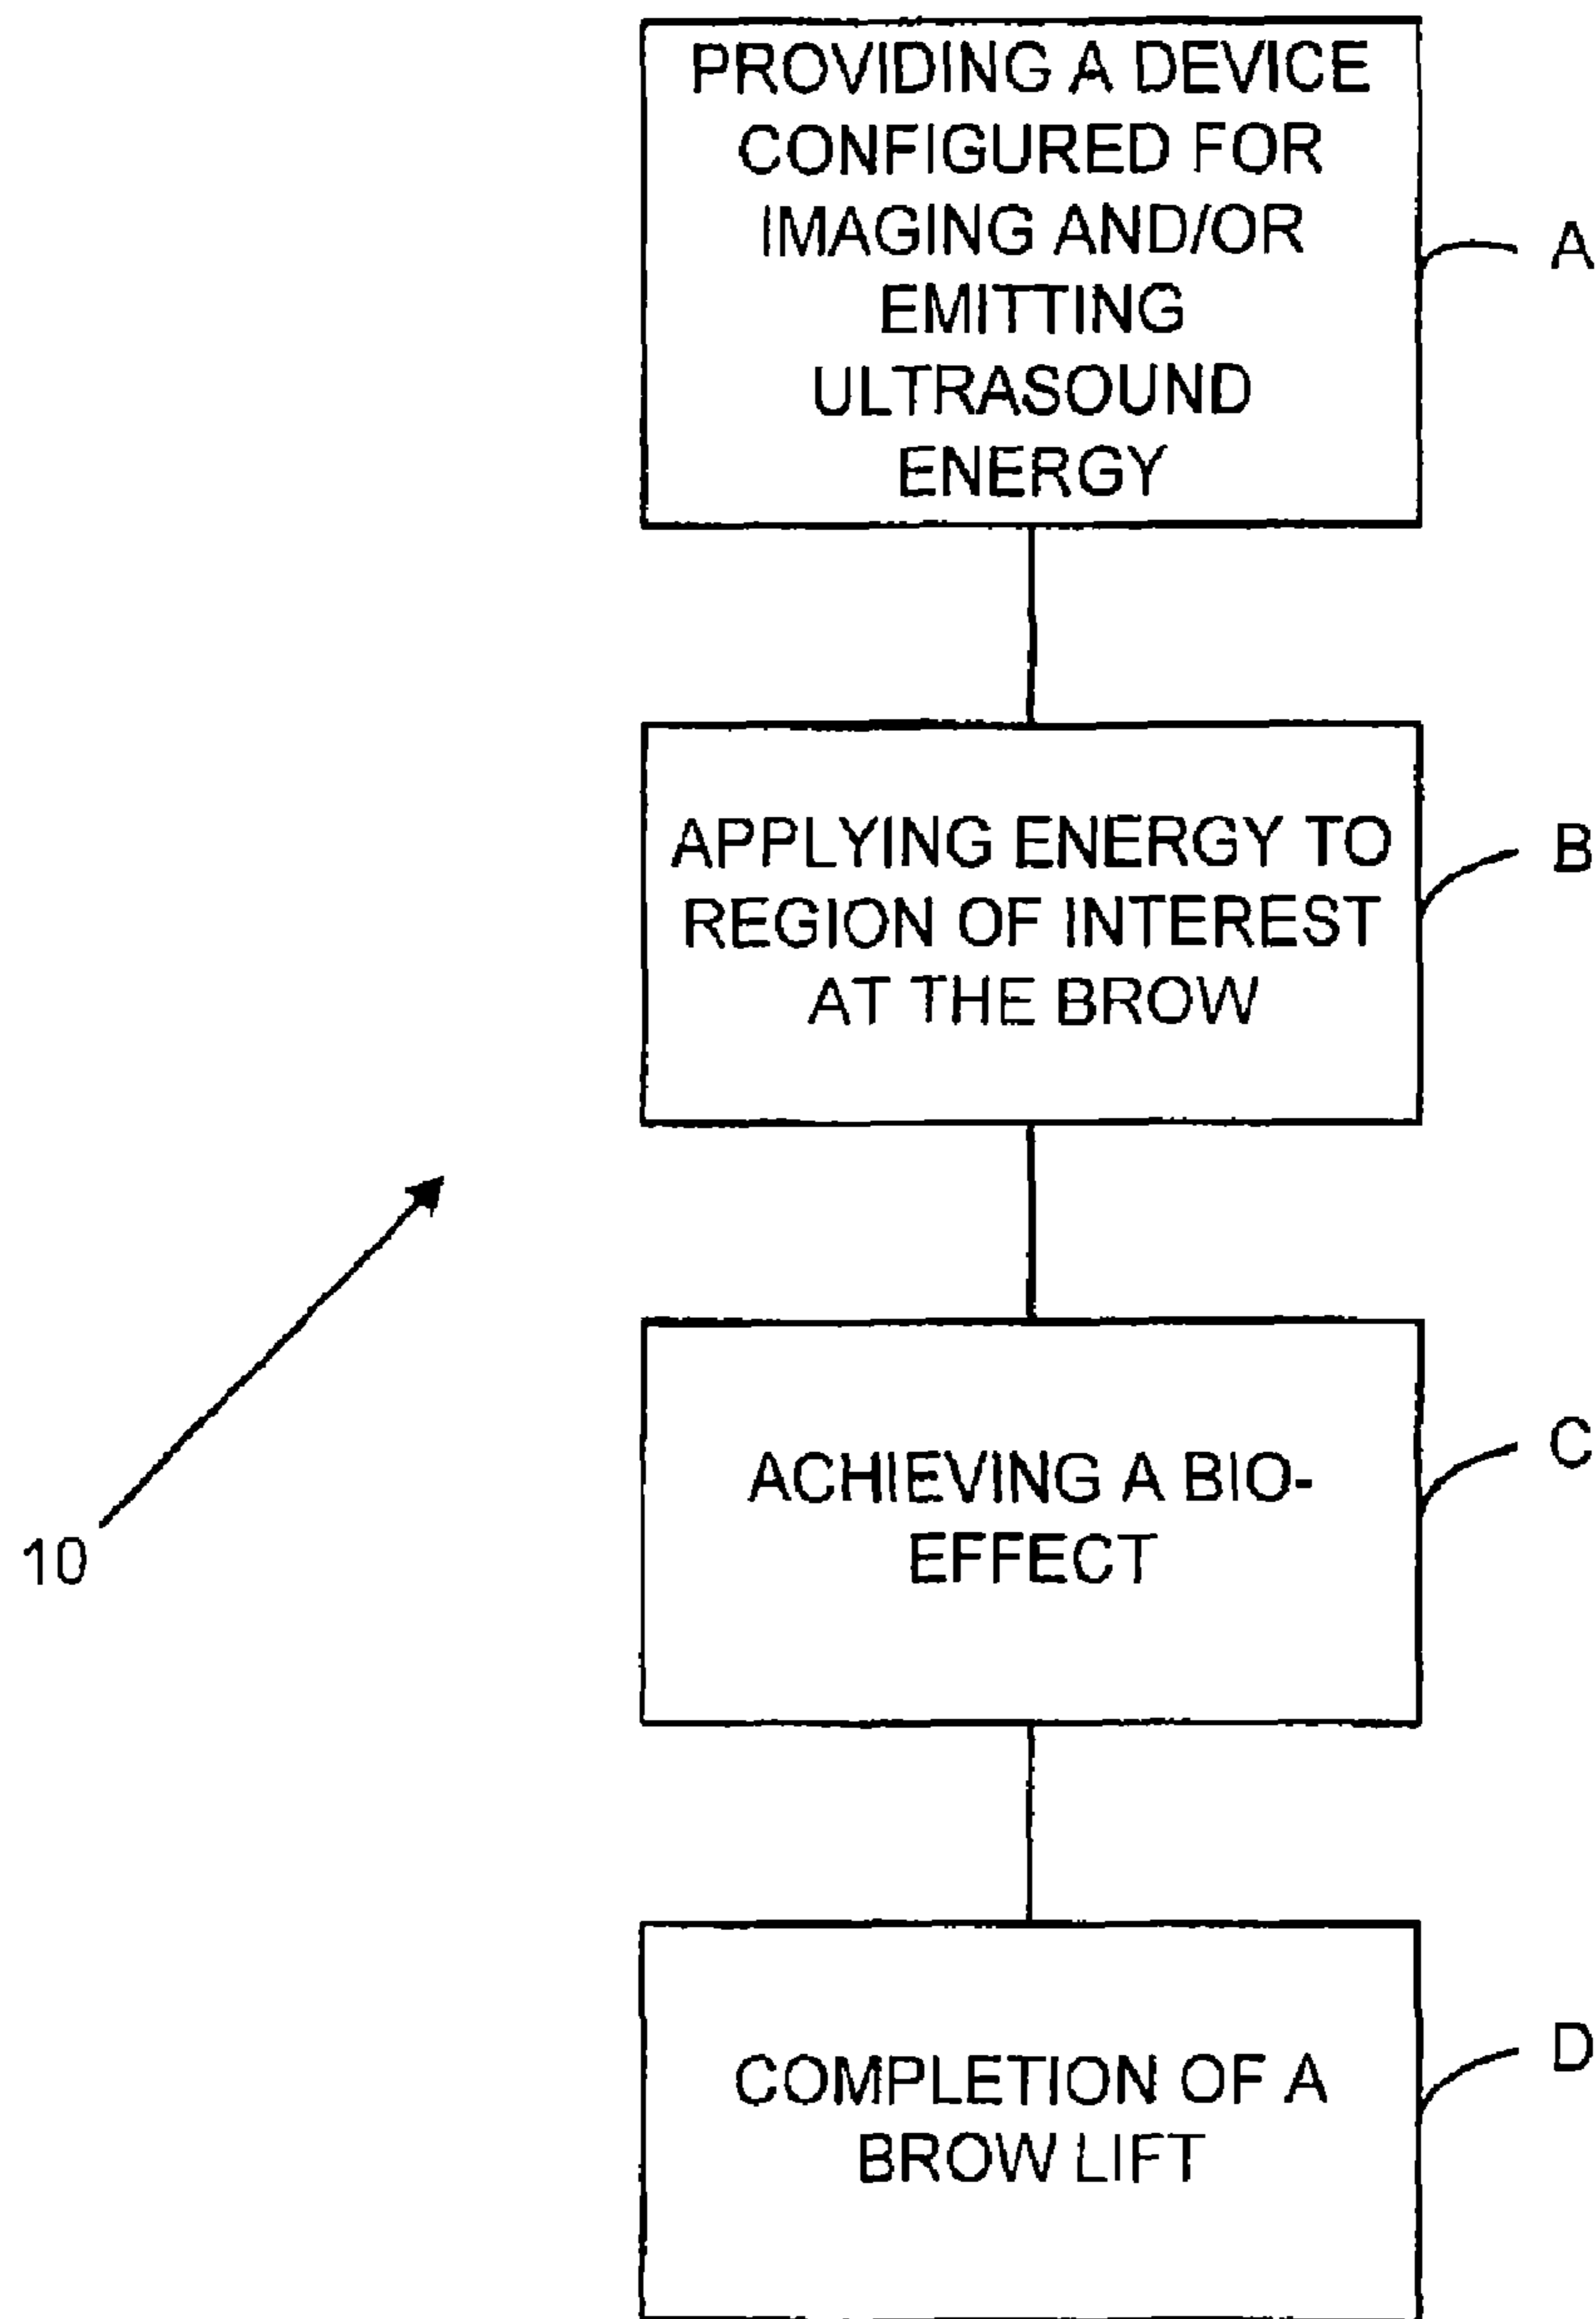 PROVIDING A DEVICE
CONFIGURED FOR
IMAGING AND/OR
EMITTING
ULTRASOUND
ENERGY
A
APPLYING ENERGY TO
REGION OF INTEREST
AT THE BROW
B
ACHIEVING A BIO-
EFFECT
C
10
COMPLETION OF A
BROW LIFT
D